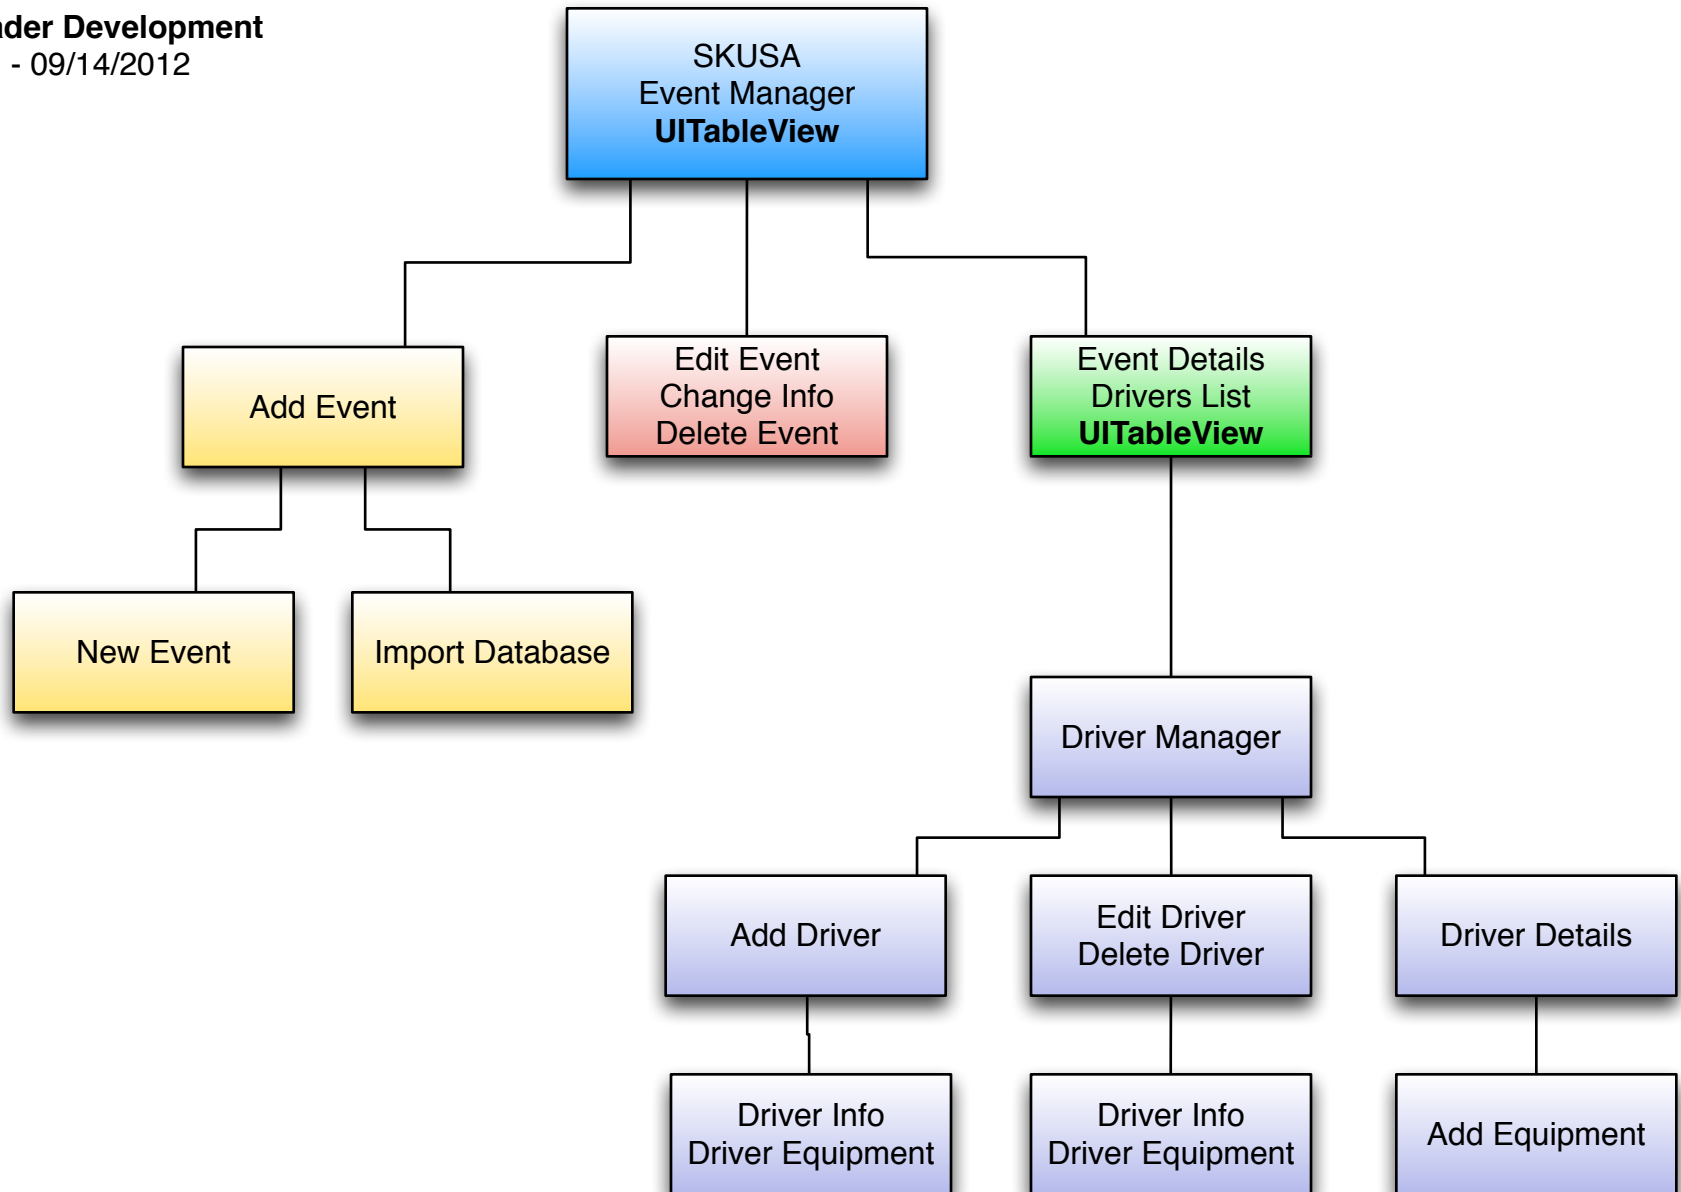 Development
- 09/14/2012
SKUSA
Event Manager
UITableView
Add Event
Edit Event
Change Info
Delete Event
Event Details
Drivers List
UITableView
New Event
Import Database
Driver Manager
Add Driver
Edit Driver
Delete Driver
Driver Details
Driver Info
Driver Equipment
Driver Info
Driver Equipment
Add Equipment